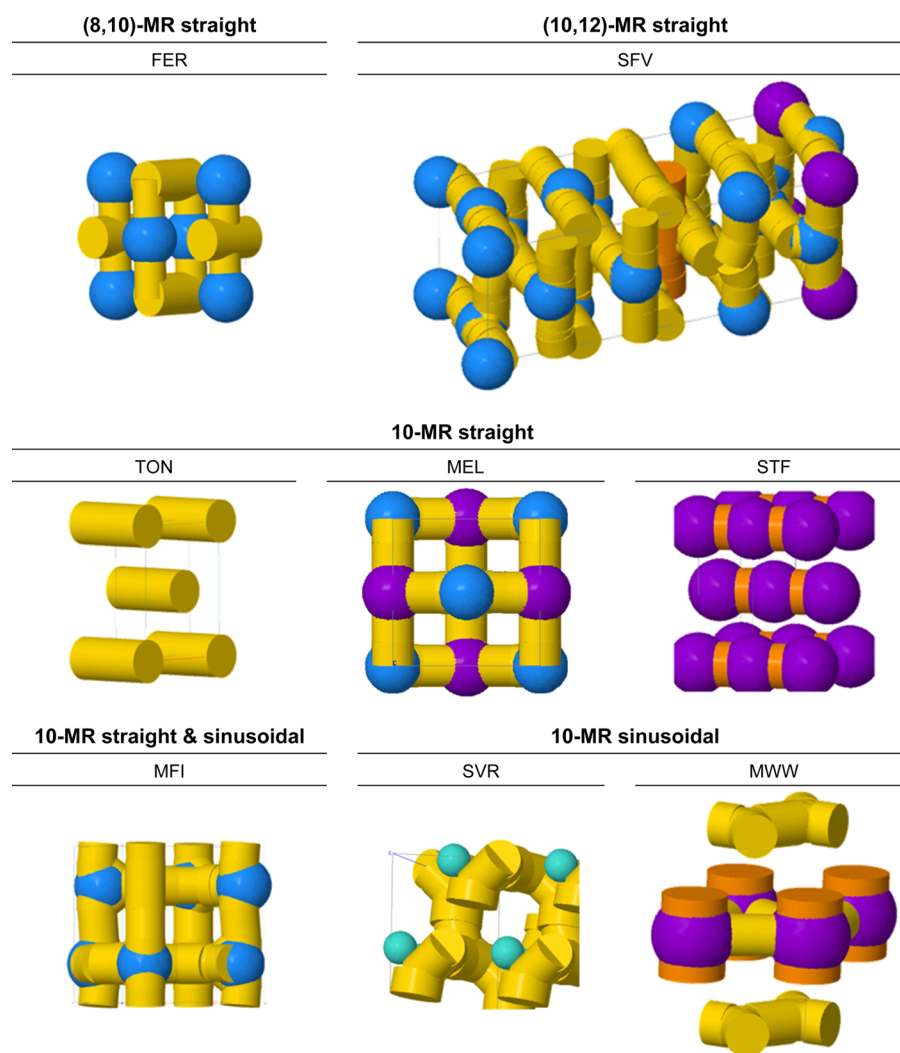 (8,10)-MR straight
(10,12)-MR straight
FER
SFV
10-MR straight
TON
MEL
STF
10-MR straight & sinusoidal
10-MR sinusoidal
MFI
SVR
MWW